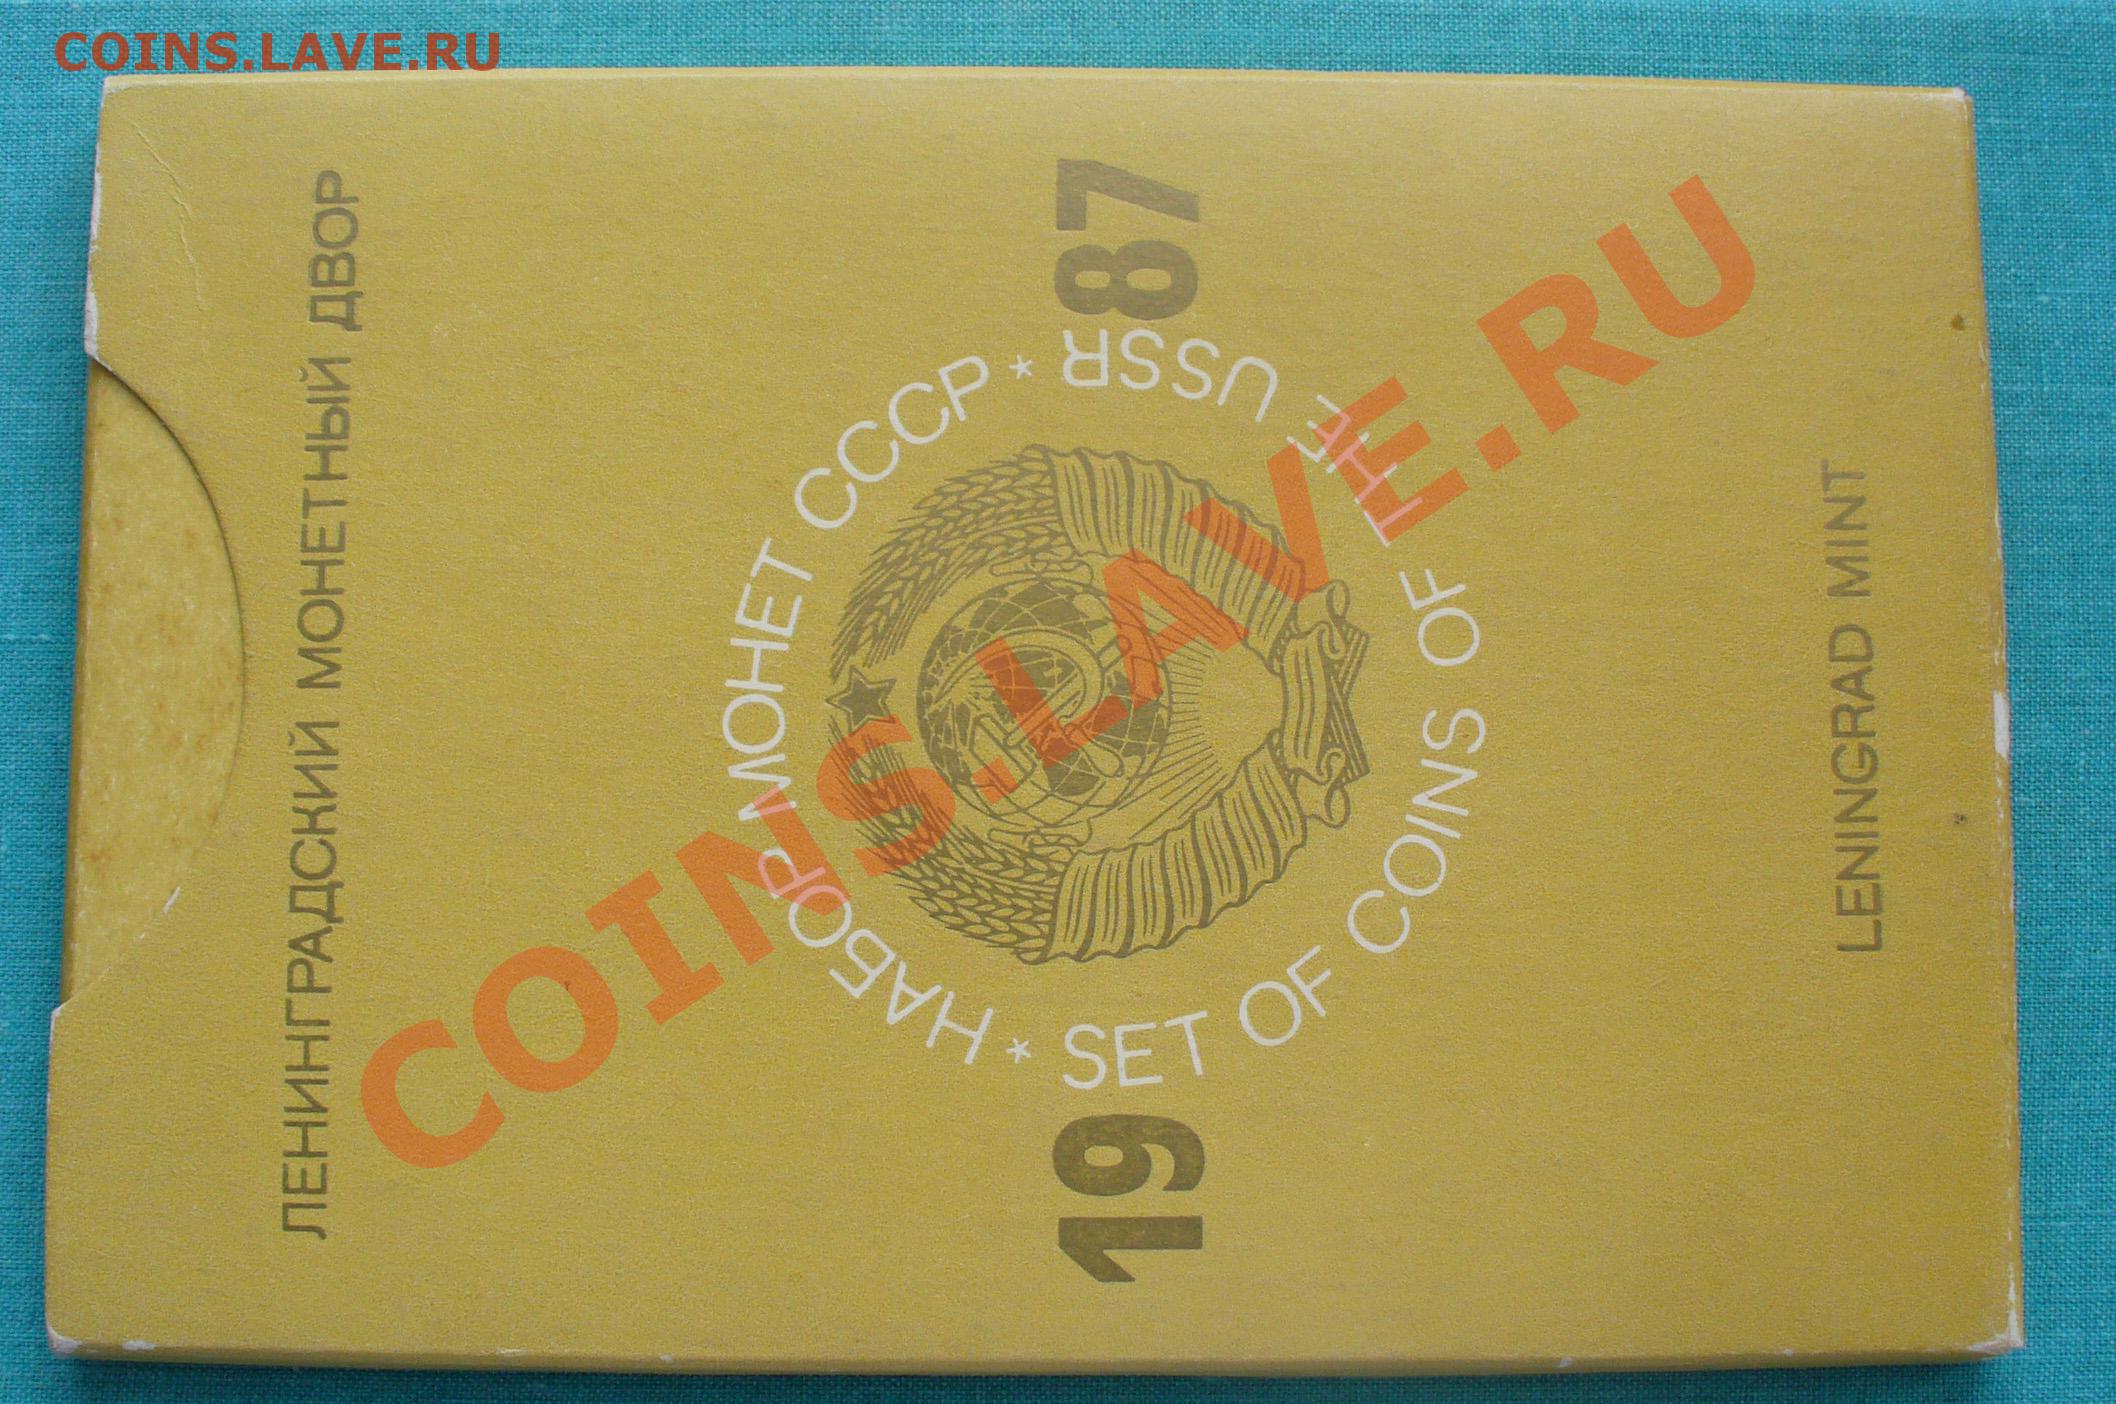 COINS.LAVE.RU
ЛЕНИНГРАДСКИЙ МОНЕТНЫЙ ДВОР
НАБОР МОНЕТ СССР
19 87
* SET OF COINS OF THE USSR *
LENINGRAD MINT
COINS.LAVE.RU